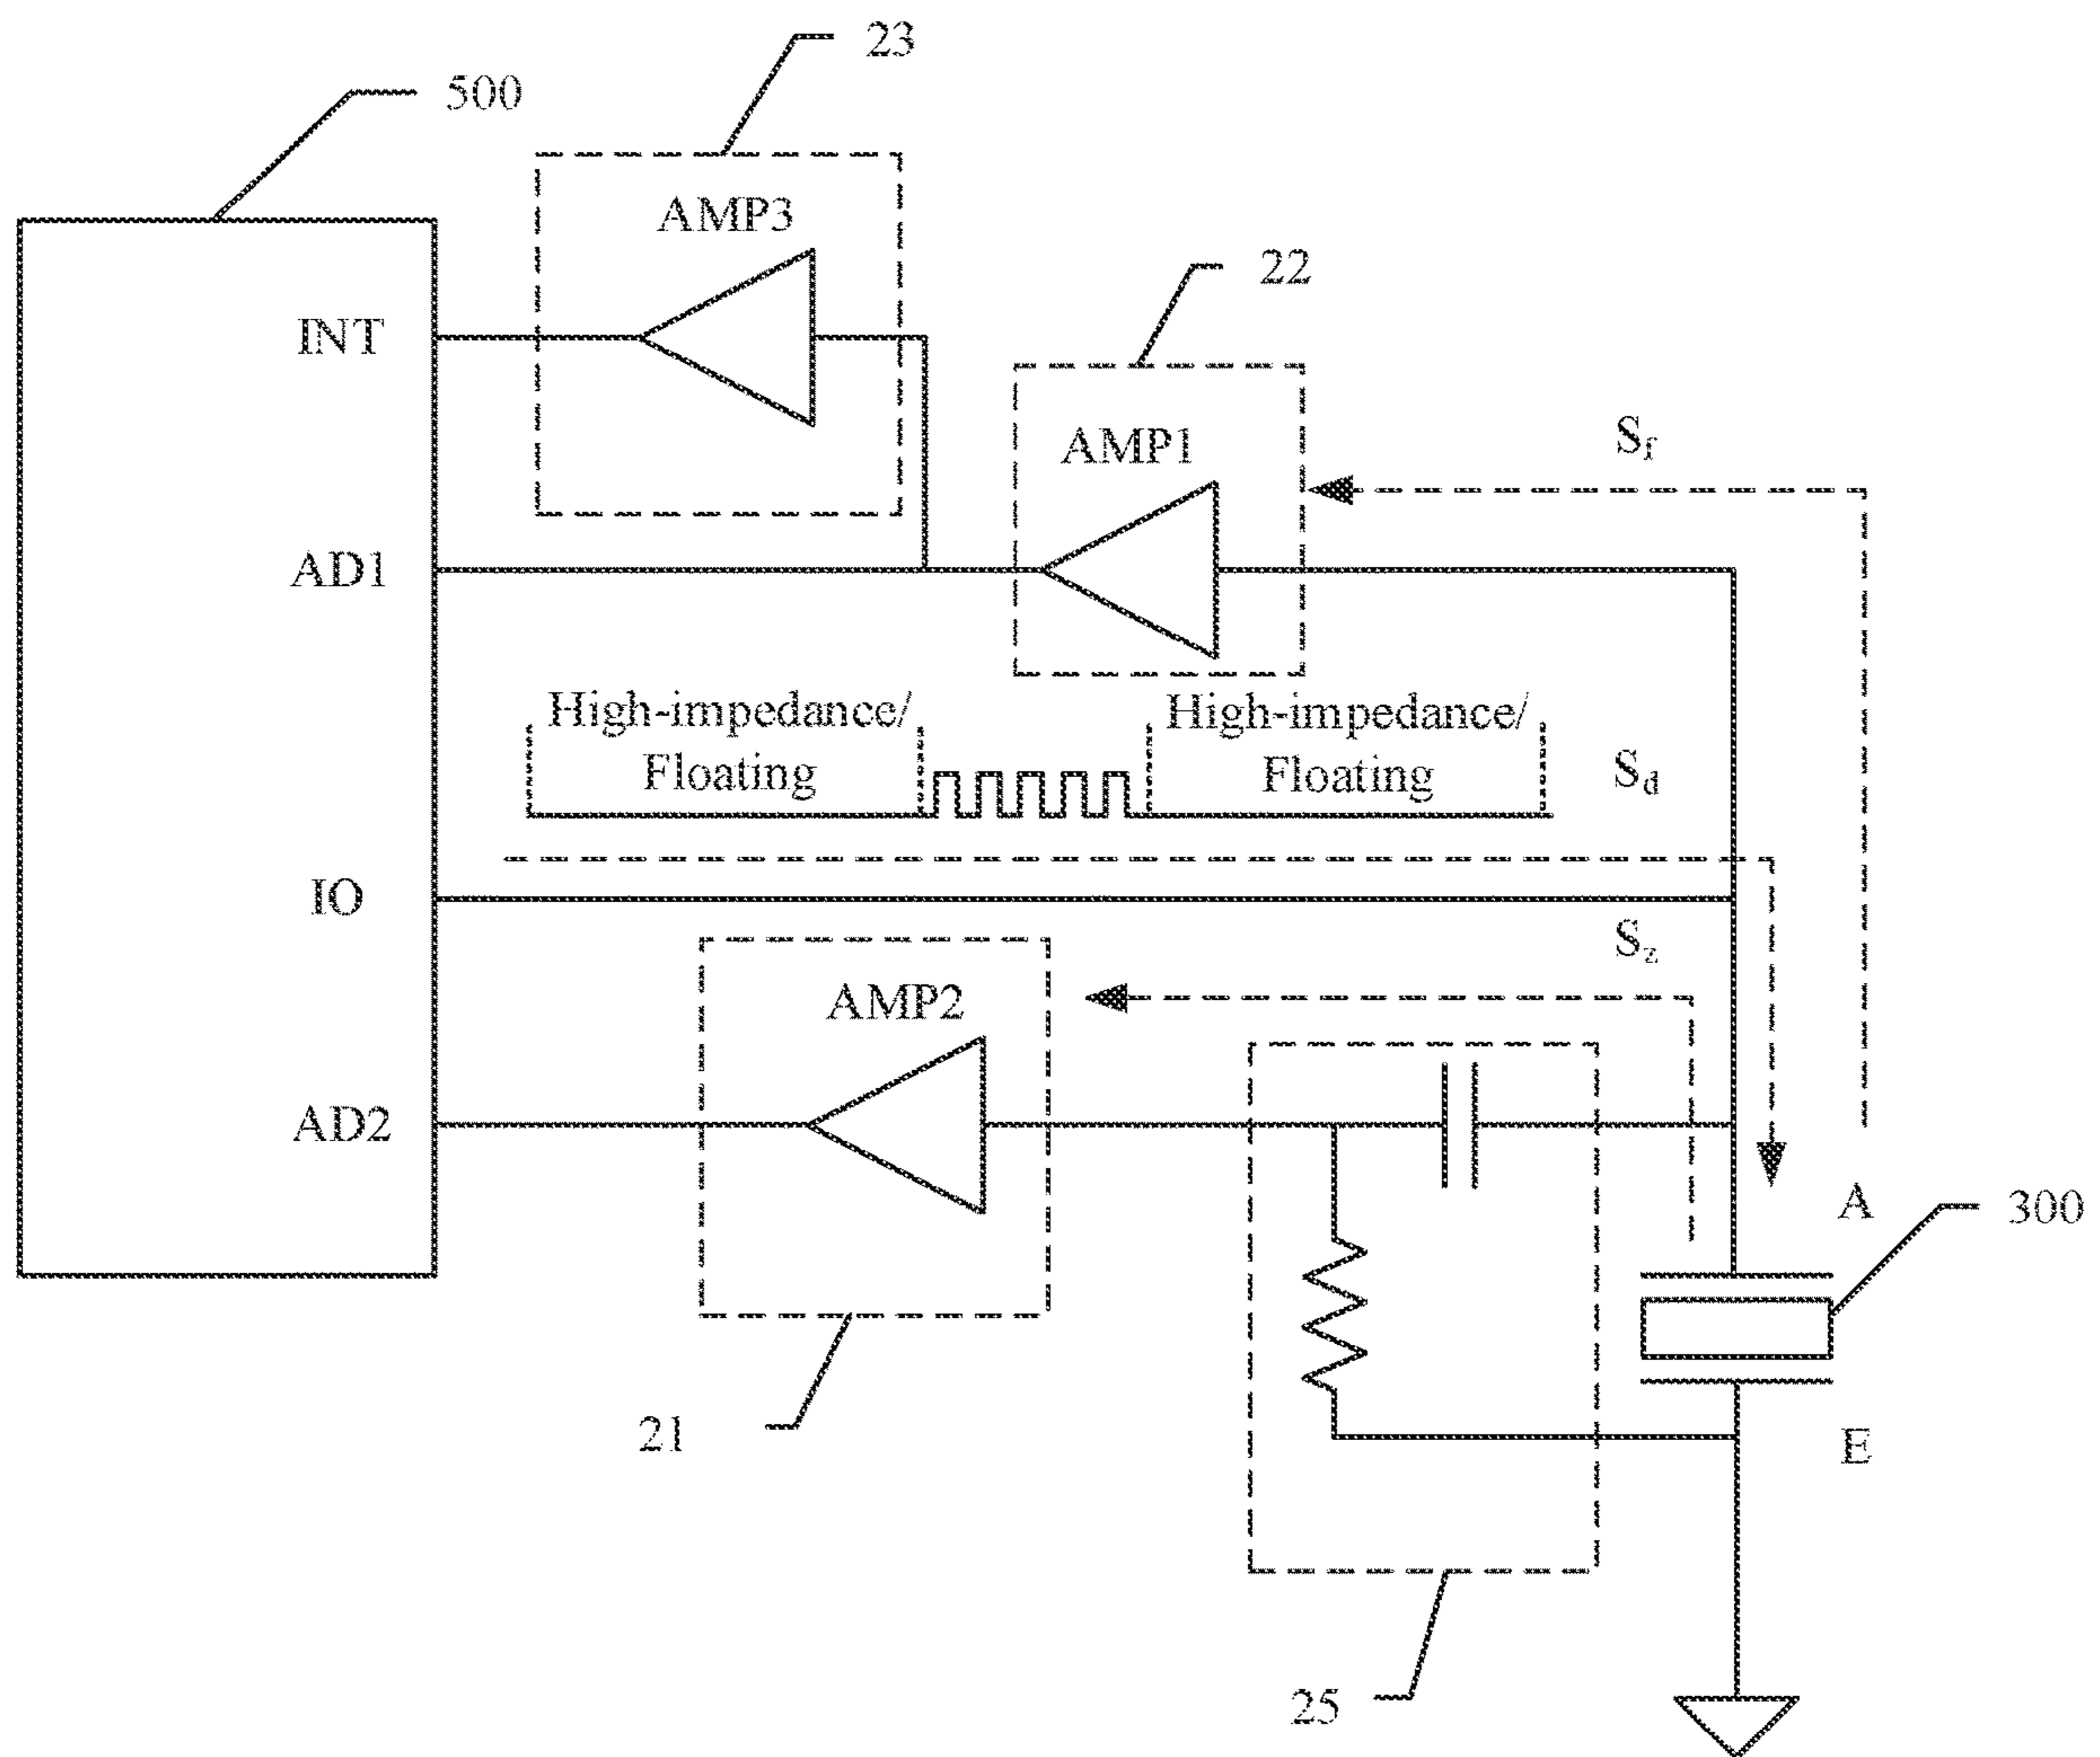 23
500
AMP3
22
INT
AMP1
Sf
AD1
High-impedance/
Floating
High-impedance/
Floating
Sd
IO
Sz
AMP2
AD2
A
300
21
E
25